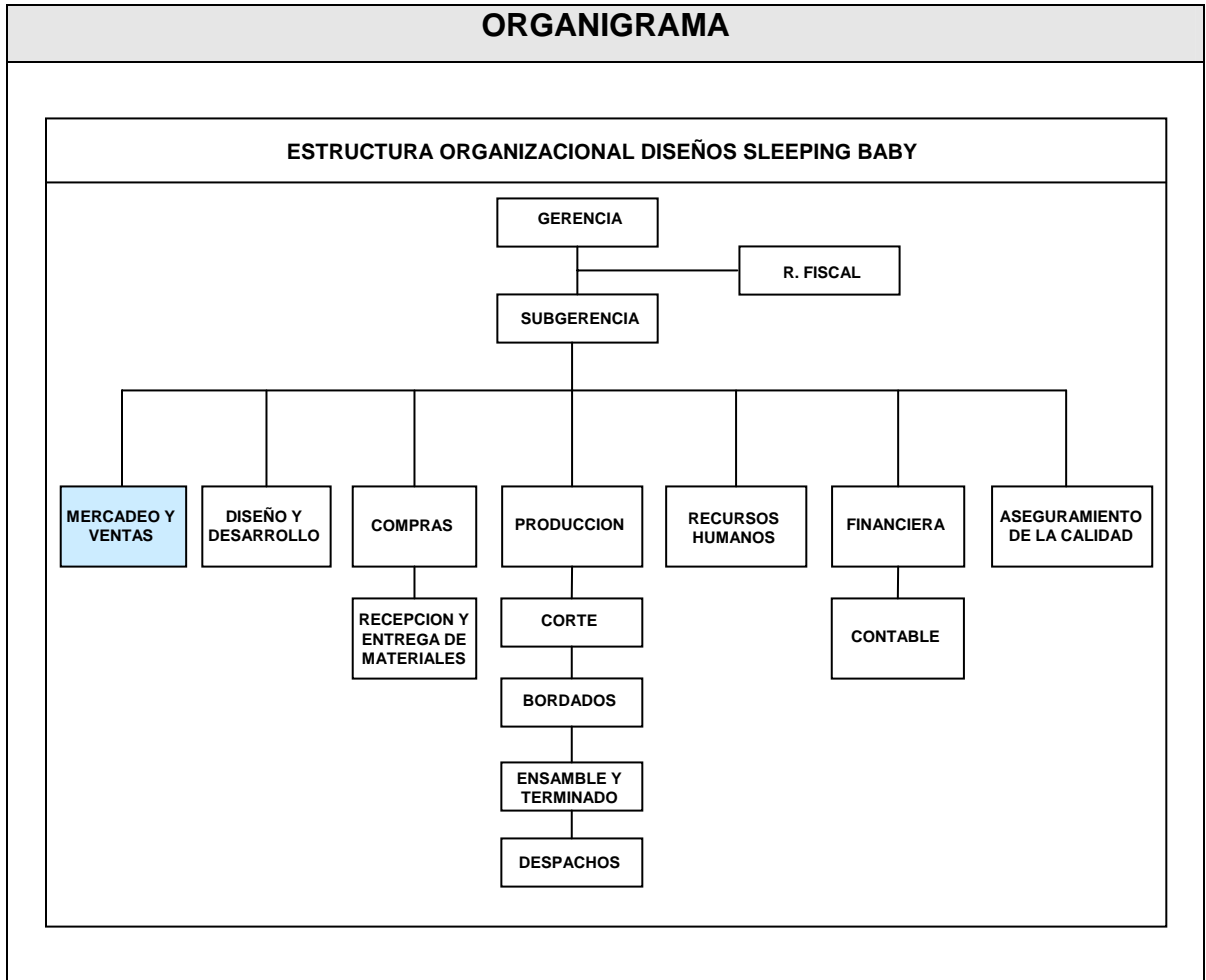 ORGANIGRAMA
ESTRUCTURA ORGANIZACIONAL DISEÑOS SLEEPING BABY
GERENCIA
R. FISCAL
SUBGERENCIA
MERCADEO Y
VENTAS
DISEÑO Y
DESARROLLO
COMPRAS
PRODUCCION
RECURSOS
HUMANOS
FINANCIERA
ASEGURAMIENTO
DE LA CALIDAD
RECEPCION Y
ENTREGA DE
MATERIALES
CORTE
CONTABLE
BORDADOS
ENSAMBLE Y
TERMINADO
DESPACHOS